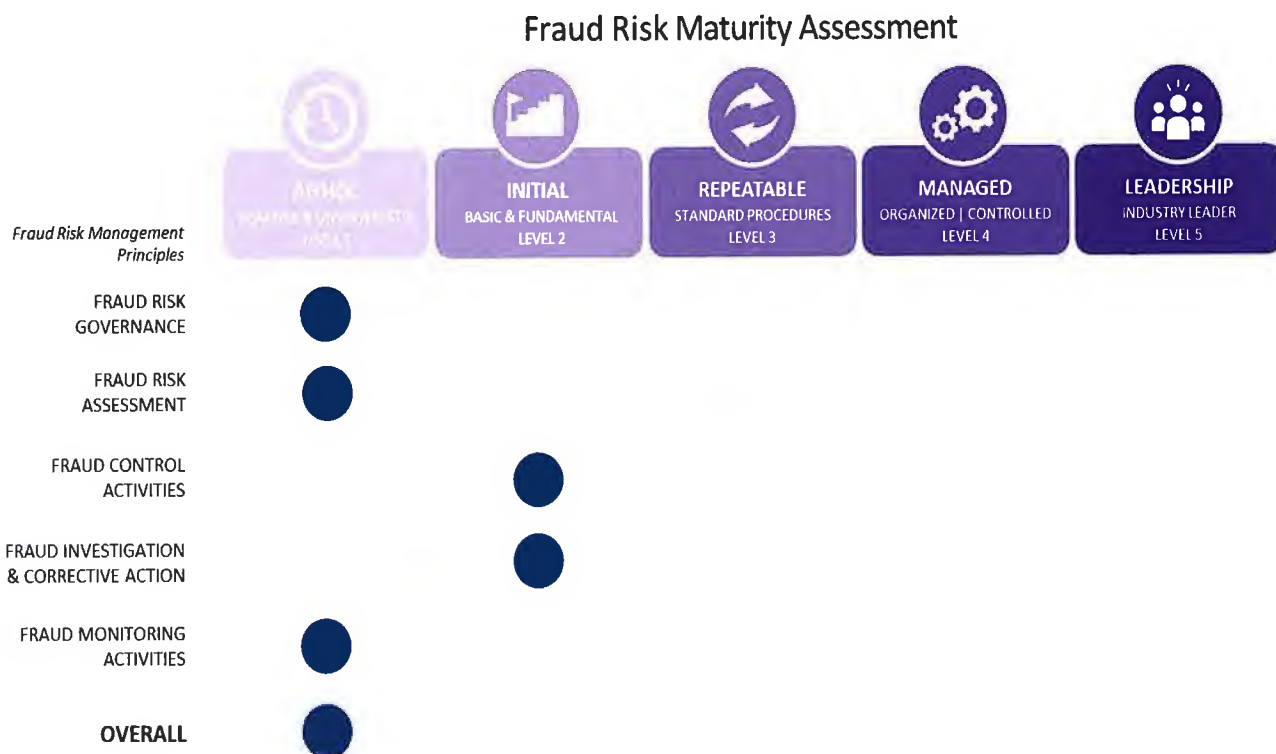 Fraud Risk Maturity Assessment
INITIAL
BASIC & FUNDAMENTAL
LEVEL 2
REPEATABLE
STANDARD PROCEDURES
LEVEL 3
MANAGED
ORGANIZED | CONTROLLED
LEVEL 4
LEADERSHIP
INDUSTRY LEADER
LEVEL 5
Fraud Risk Management
Principles
FRAUD RISK
GOVERNANCE
FRAUD RISK
ASSESSMENT
FRAUD CONTROL
ACTIVITIES
FRAUD INVESTIGATION
& CORRECTIVE ACTION
FRAUD MONITORING
ACTIVITIES
OVERALL